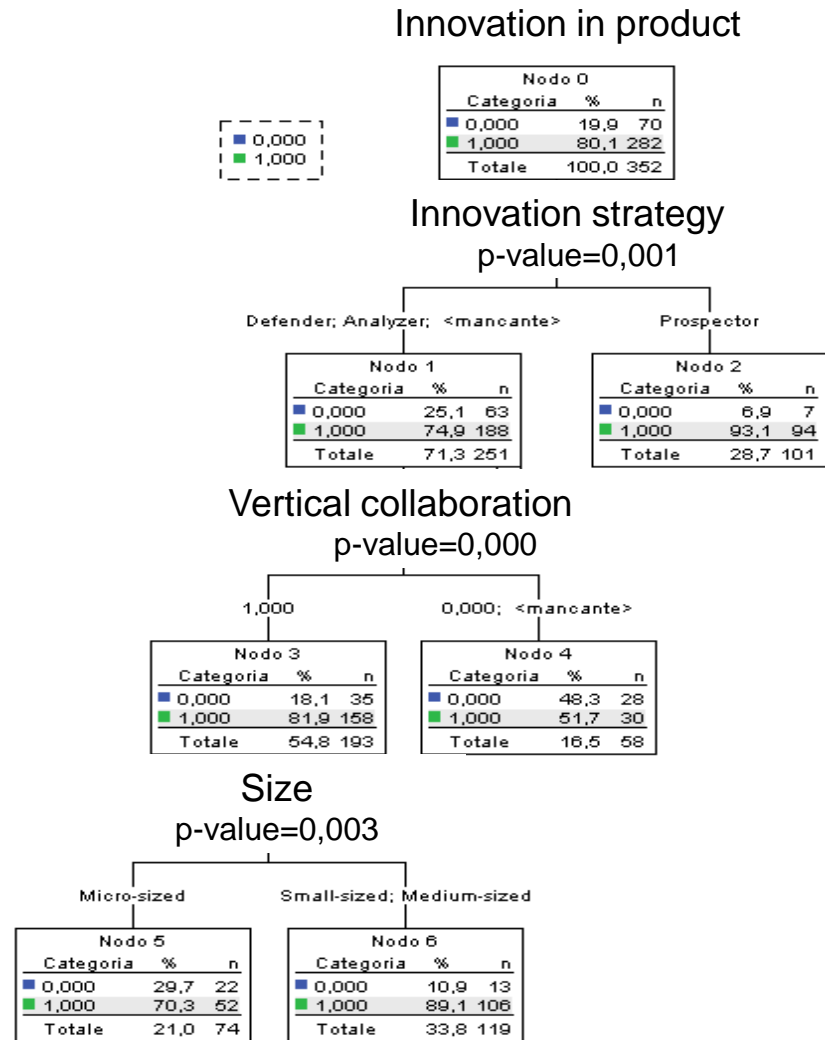 Innovation in product
Nodo 0
Categoria % n
0,000 19,9 70
1,000 80,1 282
Totale 100,0 352
0,000
1,000
Innovation strategy
p-value=0,001
Defender; Analyzer; <mancante>
Prospector
Nodo 1
Categoria % n
0,000 25,1 63
1,000 74,9 188
Totale 71,3 251
Nodo 2
Categoria % n
0,000 6,9 7
1,000 93,1 94
Totale 28,7 101
Vertical collaboration
p-value=0,000
1,000
0,000; <mancante>
Nodo 3
Categoria % n
0,000 18,1 35
1,000 81,9 158
Totale 54,8 193
Nodo 4
Categoria % n
0,000 48,3 28
1,000 51,7 30
Totale 16,5 58
Size
p-value=0,003
Micro-sized
Small-sized; Medium-sized
Nodo 5
Categoria % n
0,000 29,7 22
1,000 70,3 52
Totale 21,0 74
Nodo 6
Categoria % n
0,000 10,9 13
1,000 89,1 106
Totale 33,8 119